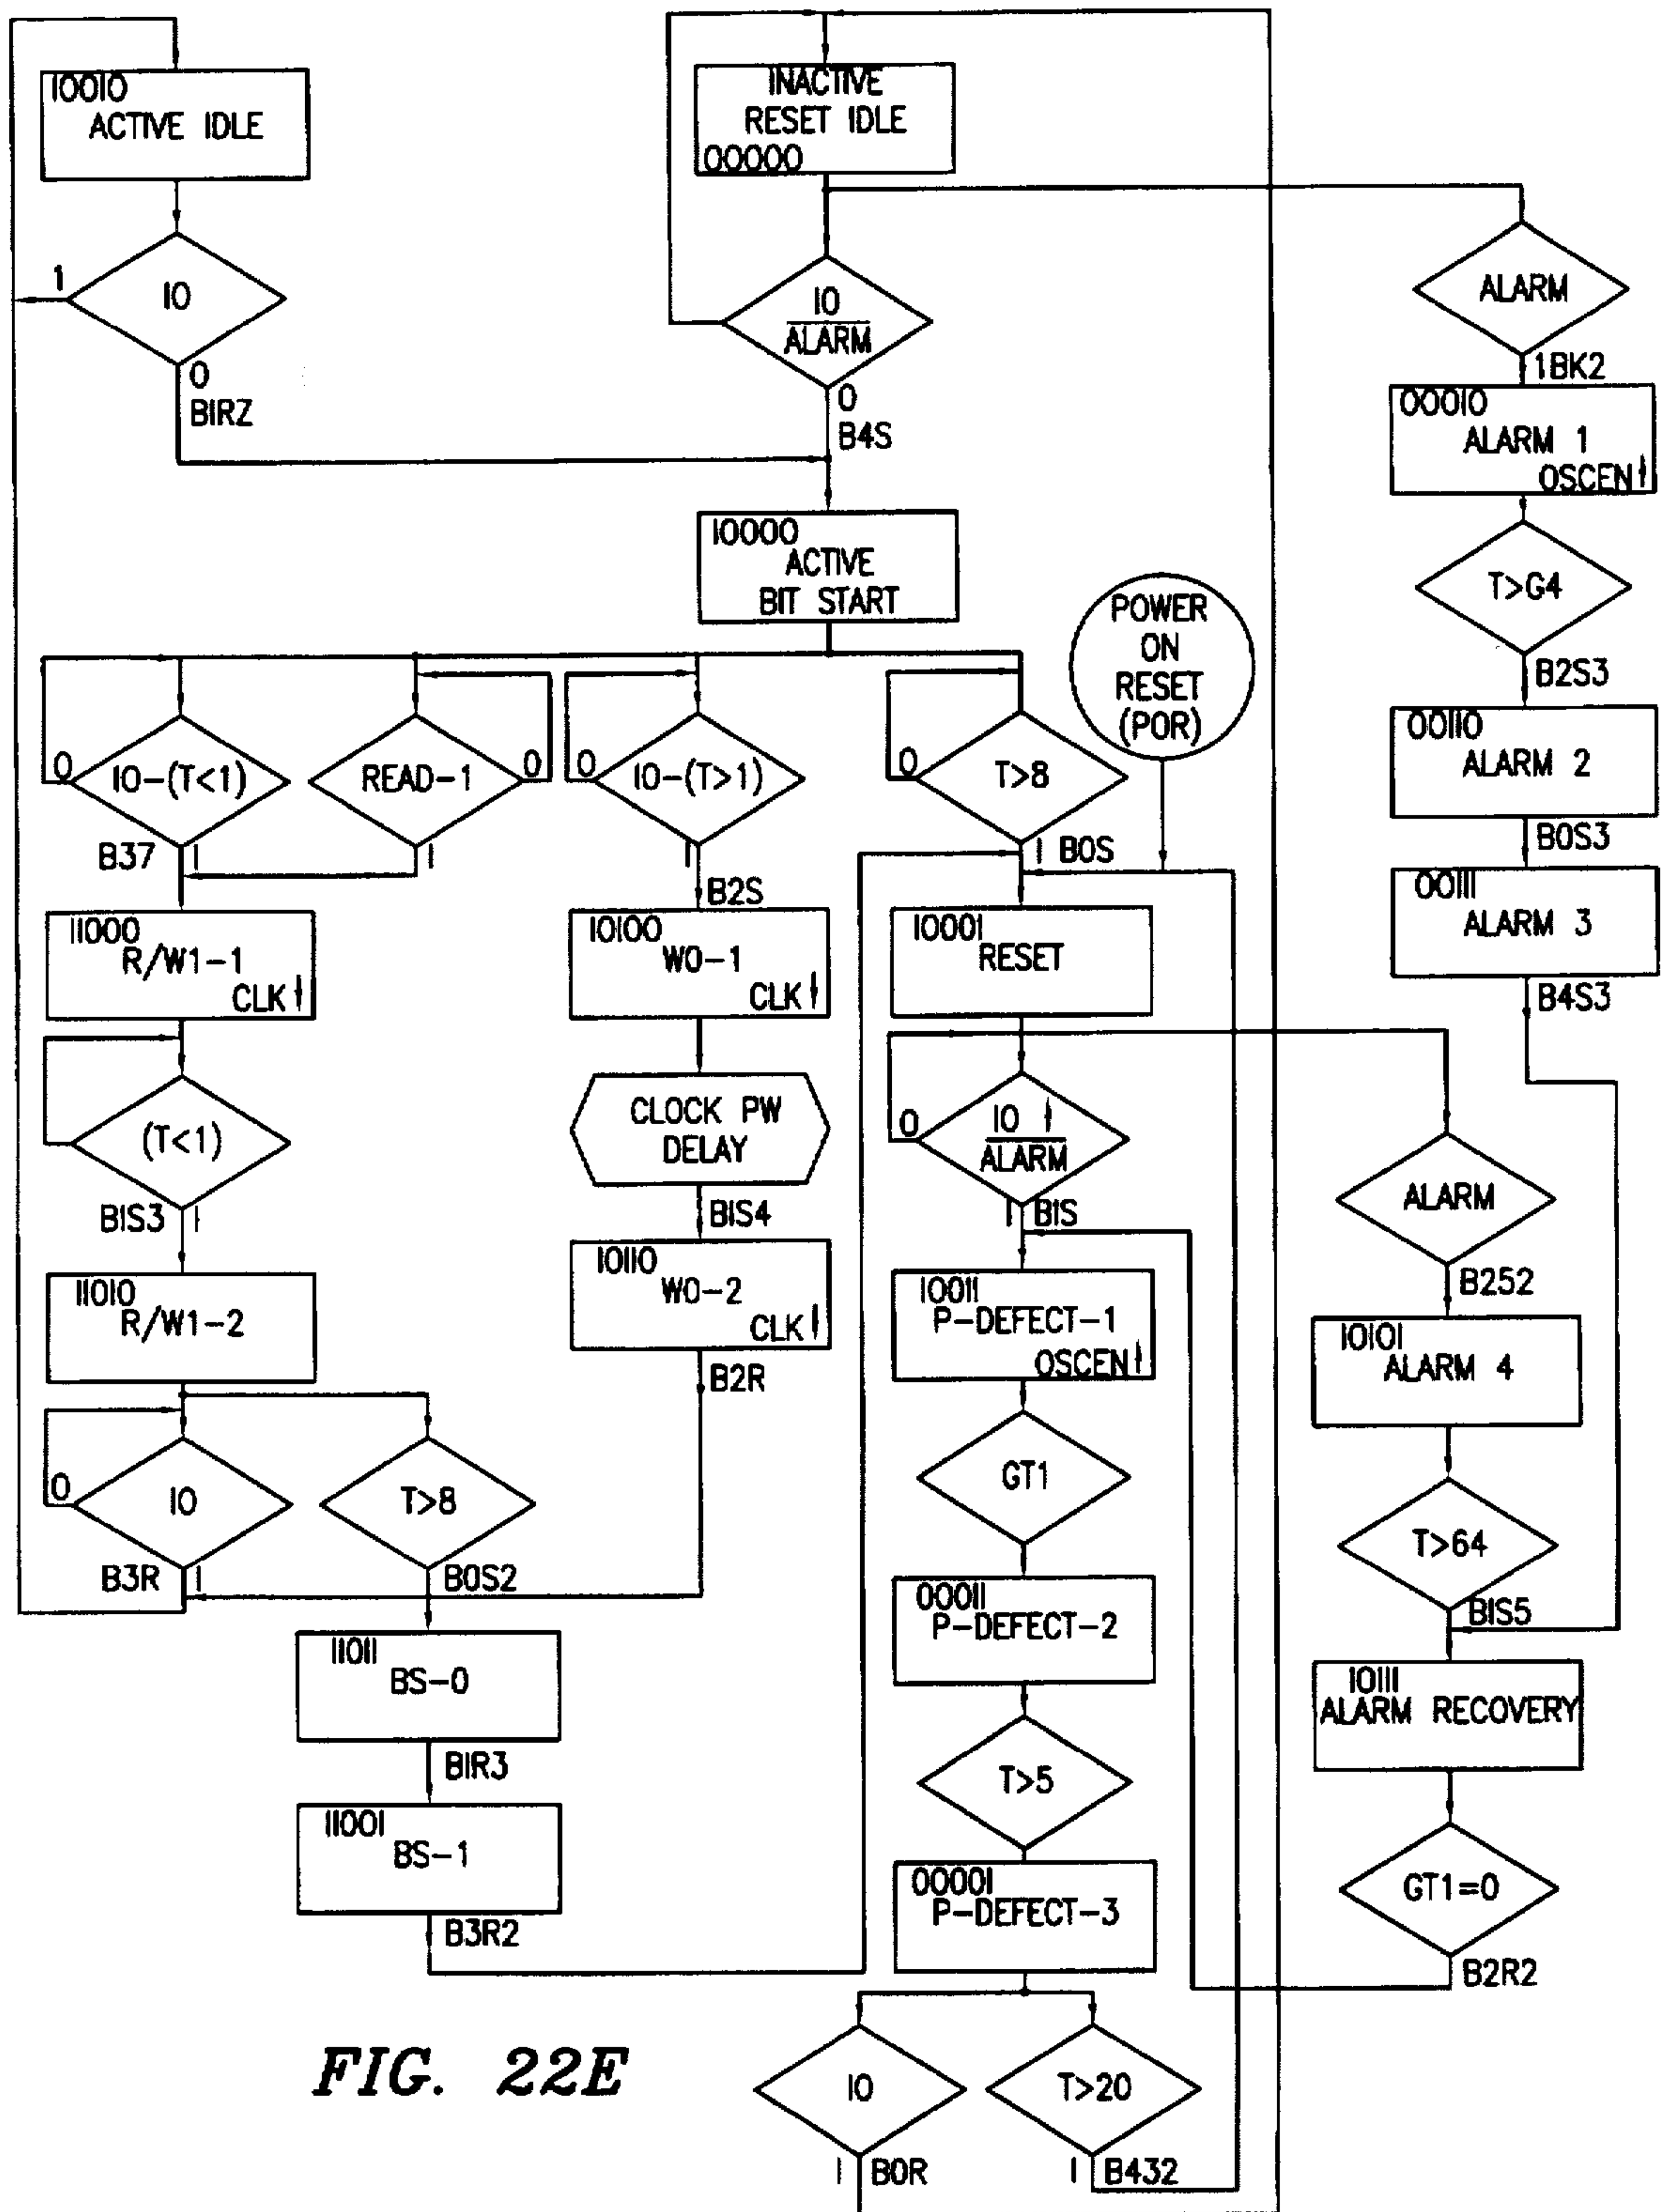 10010
ACTIVE IDLE
1
IO
0
BIRZ
INACTIVE
RESET IDLE
00000
IO
ALARM
0
B4S
ALARM
1BK2
00010
ALARM 1
OSCEN
T>G4
B2S3
00110
ALARM 2
B0S3
00111
ALARM 3
B4S3
10000
ACTIVE
BIT START
POWER
ON
RESET
(POR)
0
IO-(T<1)
B37
1
READ-1
0
1
0
IO-(T>1)
1
B2S
0
T>8
1
B0S
11000
R/W1-1
CLK
(T<1)
BIS3
1
11010
R/W1-2
0
IO
B3R
1
T>8
B0S2
11011
BS-0
BIR3
11001
BS-1
B3R2
10100
W0-1
CLK
CLOCK PW
DELAY
BIS4
10110
W0-2
CLK
B2R
10001
RESET
0
IO
ALARM
1
BIS
10011
P-DEFECT-1
OSCEN
GT1
00011
P-DEFECT-2
T>5
00001
P-DEFECT-3
IO
1
B0R
T>20
1
B432
ALARM
B252
10101
ALARM 4
T>64
BIS5
10111
ALARM RECOVERY
GT1=0
B2R2
FIG. 22E